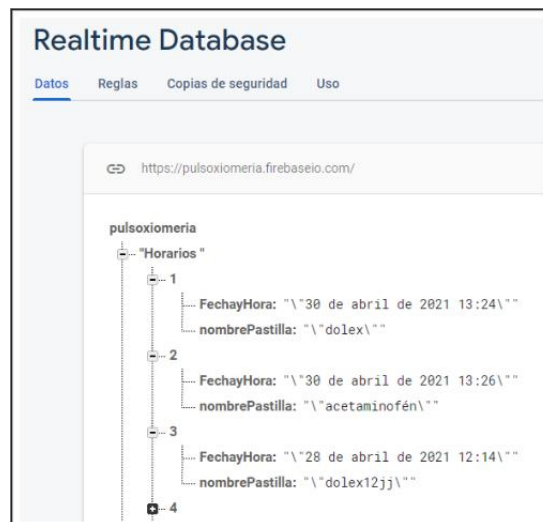 Realtime Database
Datos Reglas Copias de seguridad Uso
https://pulsoxiomeria.firebaseio.com/
pulsoxiomeria
"Horarios "
1
FechayHora: "\"30 de abril de 2021 13:24\""
nombrePastilla: "\"dolex\""
2
FechayHora: "\"30 de abril de 2021 13:26\""
nombrePastilla: "\"acetaminofén\""
3
FechayHora: "\"28 de abril de 2021 12:14\""
nombrePastilla: "\"dolex12jj\""
4